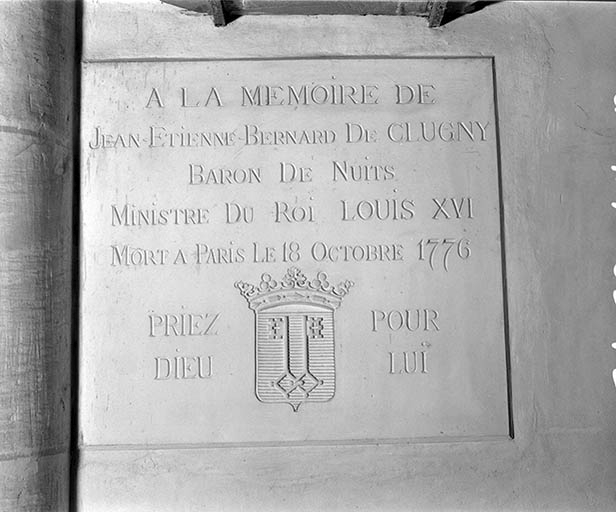 A LA MEMOIRE DE
JEAN-ETIENNE-BERNARD DE CLUGNY
BARON DE NUITS
MINISTRE DU ROI LOUIS XVI
MORT A PARIS LE 18 OCTOBRE 1776
PRIEZ POUR
DIEU LUI